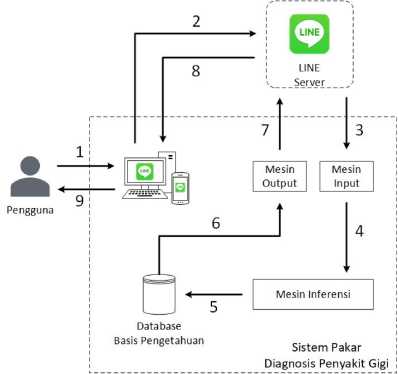 2
LINE
LINE
Server
8
1
7
3
LINE
LINE
Mesin
Output
Mesin
Input
Pengguna
9
6
4
Mesin Inferensi
5
Database
Basis Pengetahuan
Sistem Pakar
Diagnosis Penyakit Gigi